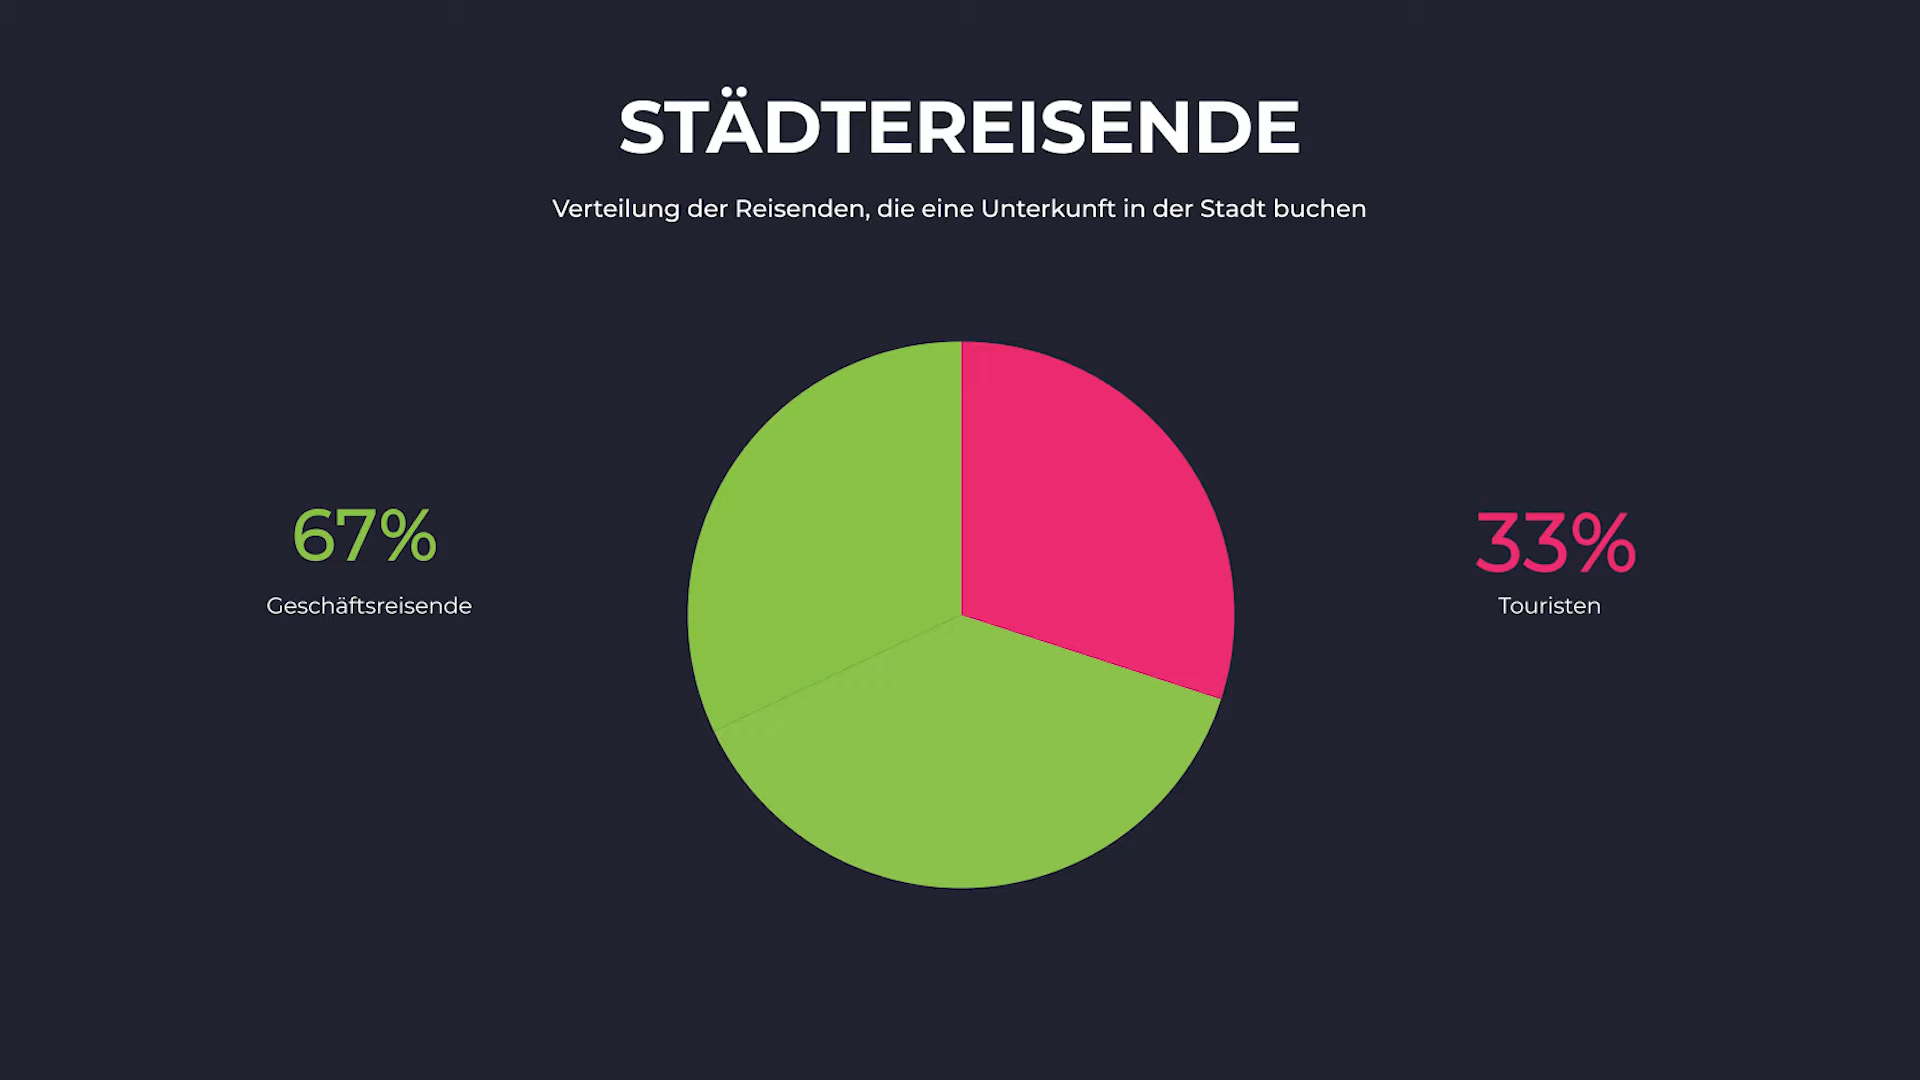 STÄDTEREISENDE
Verteilung der Reisenden, die eine Unterkunft in der Stadt buchen
67%
Geschäftsreisende
33%
Touristen